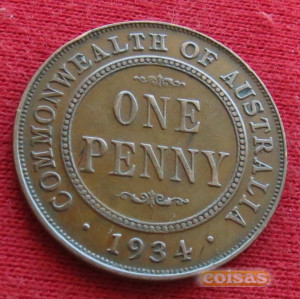 COMMONWEALTH OF AUSTRALIA
ONE
PENNY
· 1934 ·
coisas